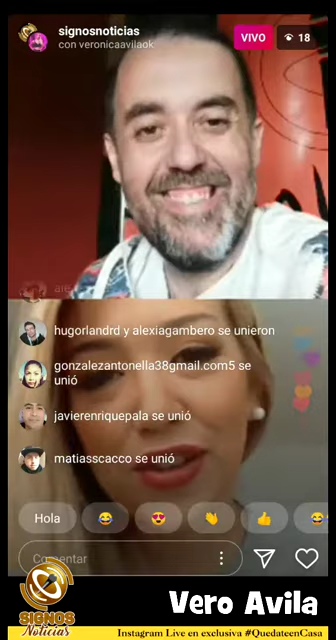 signosnoticias
con veronicaavilaok
VIVO
18
ale
hugorlandrd y alexiagambero se unieron
gonzalezantonella38gmail.com5 se
unió
javierenriquepala se unió
matiasscacco se unió
Hola
Comentar
SIGNOS
Noticias
Vero Avila
Instagram Live en exclusiva #QuedateenCasa